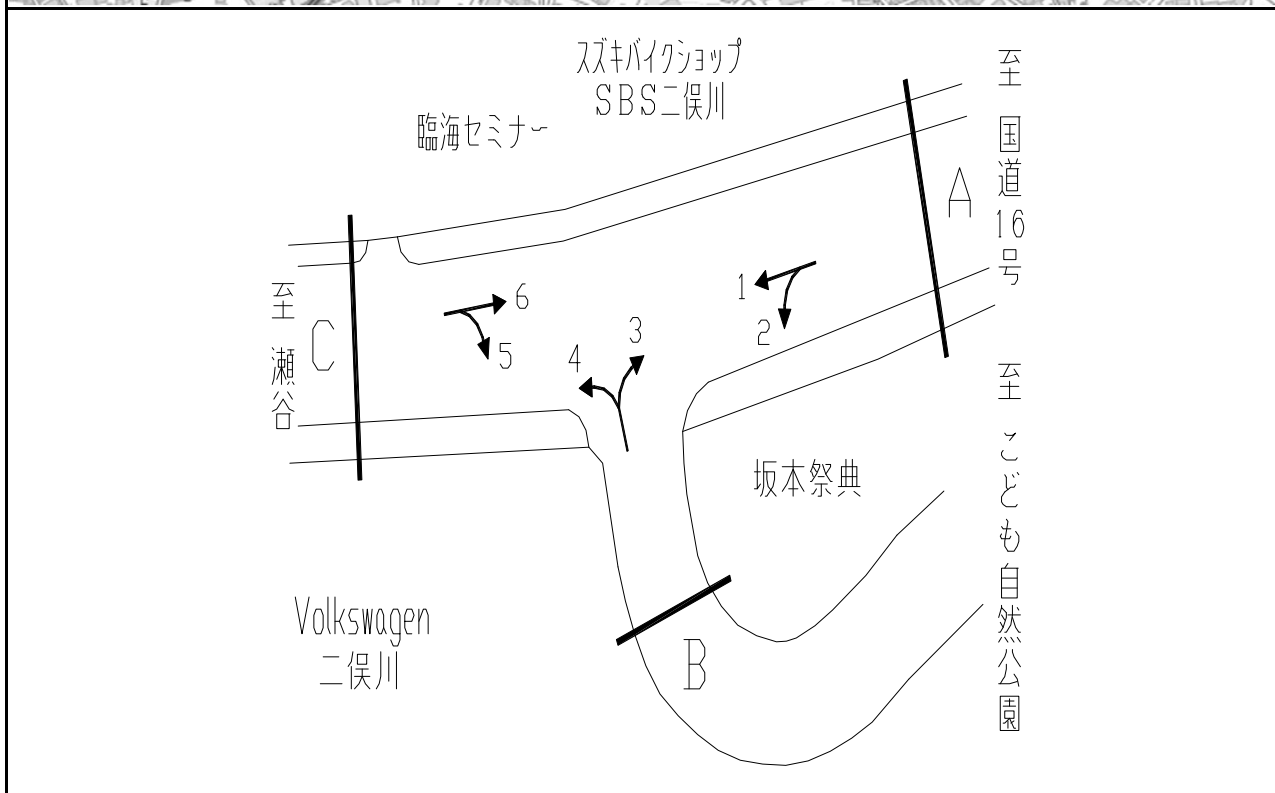 スズキバイクショップ
SBS二俣川
臨海セミナー
至 国道16号
A
1
2
6
5
3
4
至 瀬谷
C
至 こども自然公園
坂本祭典
Volkswagen
二俣川
B